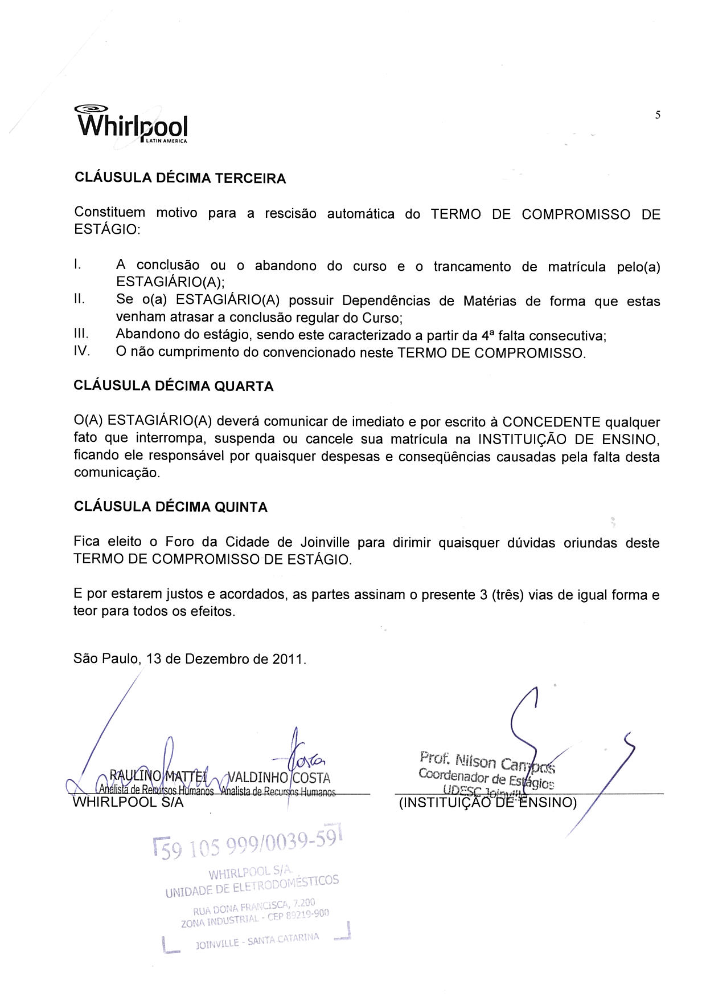 Whirlpool
LATIN AMERICA
5
CLÁUSULA DÉCIMA TERCEIRA
Constituem motivo para a rescisão automática do TERMO DE COMPROMISSO DE
ESTÁGIO:
I. A conclusão ou o abandono do curso e o trancamento de matrícula pelo(a)
ESTAGIÁRIO(A);
II. Se o(a) ESTAGIÁRIO(A) possuir Dependências de Matérias de forma que estas
venham atrasar a conclusão regular do Curso;
III. Abandono do estágio, sendo este caracterizado a partir da 4ª falta consecutiva;
IV. O não cumprimento do convencionado neste TERMO DE COMPROMISSO.
CLÁUSULA DÉCIMA QUARTA
O(A) ESTAGIÁRIO(A) deverá comunicar de imediato e por escrito à CONCEDENTE qualquer
fato que interrompa, suspenda ou cancele sua matrícula na INSTITUIÇÃO DE ENSINO,
ficando ele responsável por quaisquer despesas e conseqüências causadas pela falta desta
comunicação.
CLÁUSULA DÉCIMA QUINTA
Fica eleito o Foro da Cidade de Joinville para dirimir quaisquer dúvidas oriundas deste
TERMO DE COMPROMISSO DE ESTÁGIO.
E por estarem justos e acordados, as partes assinam o presente 3 (três) vias de igual forma e
teor para todos os efeitos.
São Paulo, 13 de Dezembro de 2011.
RAULINO MATTEI VALDINHO COSTA
Analista de Recursos Humanos Analista de Recursos Humanos
WHIRLPOOL S/A
Prof. Nilson Campos
Coordenador de Estágios
UDESC Joinville
(INSTITUIÇÃO DE ENSINO)
59 105 999/0039-59
WHIRLPOOL S/A.
UNIDADE DE ELETRODOMÉSTICOS
RUA DONA FRANCISCA, 7.200
ZONA INDUSTRIAL - CEP 89219-900
JOINVILLE - SANTA CATARINA